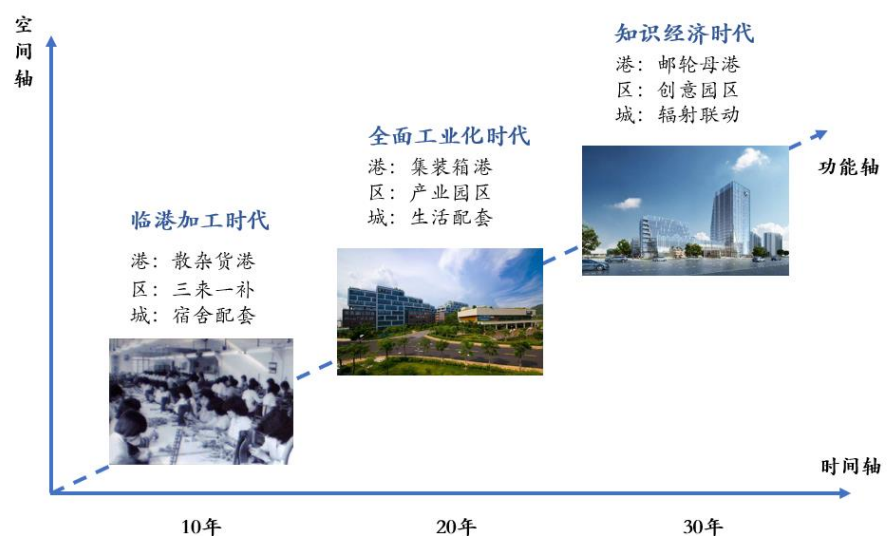 空间轴
知识经济时代
港：邮轮母港
区：创意园区
城：辐射联动
全面工业化时代
港：集装箱港
区：产业园区
城：生活配套
功能轴
临港加工时代
港：散杂货港
区：三来一补
城：宿舍配套
时间轴
10年
20年
30年